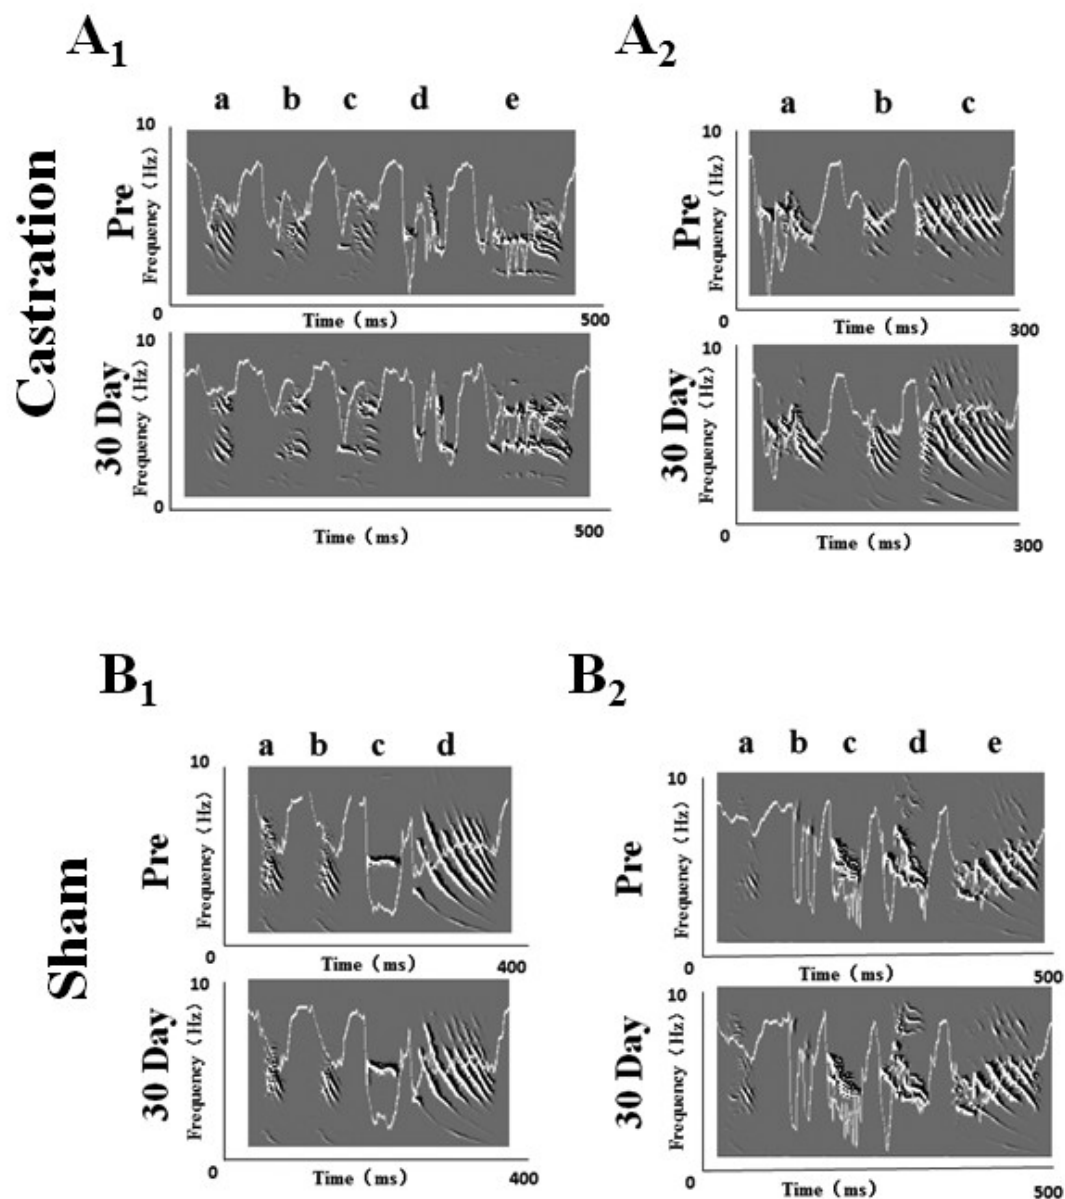 A1
A2
a b c d e
a b c
Castration
Pre
10
Frequency (Hz)
0
Time (ms)
500
Pre
10
Frequency (Hz)
0
Time (ms)
300
30 Day
10
Frequency (Hz)
0
Time (ms)
500
30 Day
10
Frequency (Hz)
0
Time (ms)
300
B1
B2
a b c d
a b c d e
Sham
Pre
10
Frequency (Hz)
0
Time (ms)
400
Pre
10
Frequency (Hz)
0
Time (ms)
500
30 Day
10
Frequency (Hz)
0
Time (ms)
400
30 Day
10
Frequency (Hz)
0
Time (ms)
500